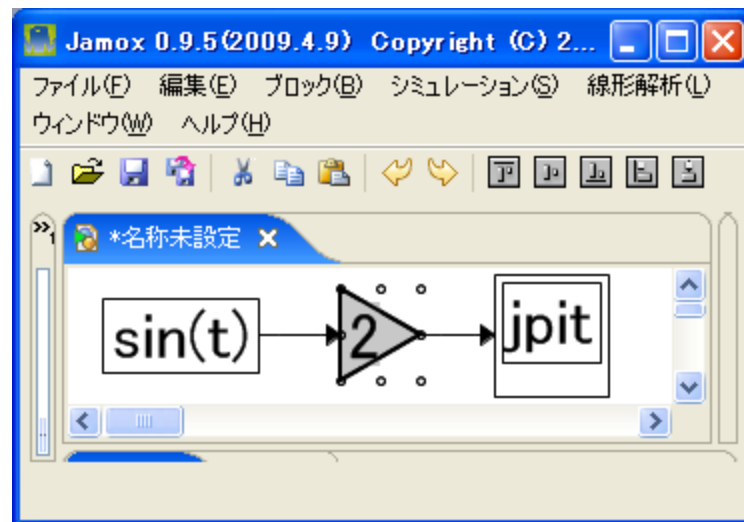 Jamox 0.9.5(2009.4.9) Copyright (C) 2...
ファイル(F) 編集(E) ブロック(B) シミュレーション(S) 線形解析(L)
ウィンドウ(W) ヘルプ(H)
»1
*名称未設定
sin(t) 2 jpit